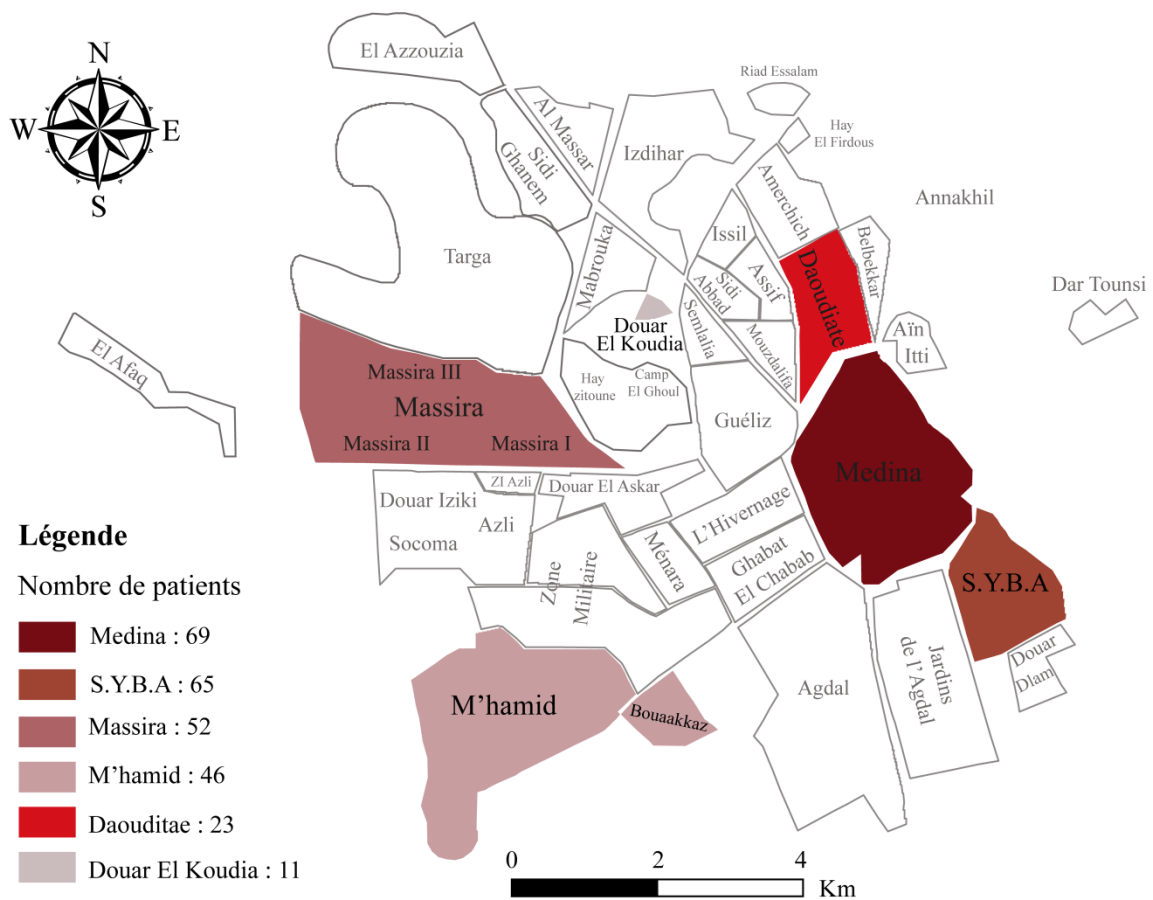 El Azzouzia
N
W
E
S
Riad Essalam
Al Massar
Hay
El Firdous
Izdihar
Sidi
Ghanem
Amerchich
Annakhil
Issil
Belbekkar
Targa
Mabrouka
Assif
Daoudiate
Sidi
Abbad
Dar Tounsi
Semlalia
Mouzdalifa
Aïn
Itti
Douar
El Koudia
El Afaq
Massira III
Massira
Massira II
Massira I
Hay
zitoune
Camp
El Ghoul
Guéliz
Medina
ZI Azli
Douar El Askar
Douar Iziki
Azli
Socoma
L'Hivernage
Ménara
Ghabat
El Chabab
Zone
Militaire
S.Y.B.A
Douar
Dlam
Jardins
de l'Agdal
Agdal
M'hamid
Bouaakkaz
Légende
Nombre de patients
Medina : 69
S.Y.B.A : 65
Massira : 52
M'hamid : 46
Daouditae : 23
Douar El Koudia : 11
0
2
4
Km